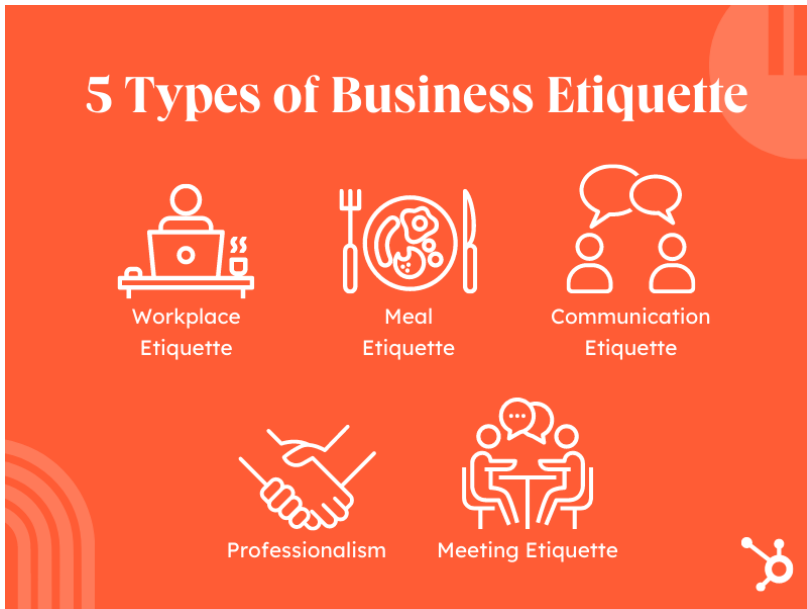 5 Types of Business Etiquette
Workplace
Etiquette
Meal
Etiquette
Communication
Etiquette
Professionalism
Meeting Etiquette